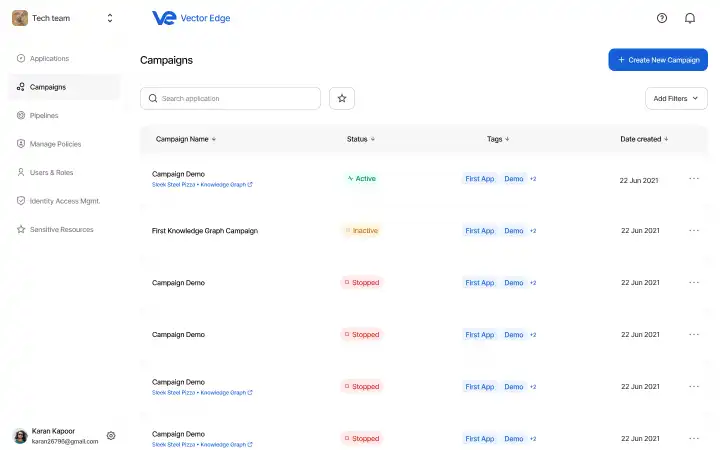 Tech team
Vector Edge
Applications
Campaigns
Pipelines
Manage Policies
Users & Roles
Identity Access Mgmt.
Sensitive Resources
Karan Kapoor
karan26796@gmail.com
Campaigns
Create New Campaign
Search application
Add Filters
Campaign Name Status Tags Date created
Campaign Demo Active First App Demo +2 22 Jun 2021
Sleek Steel Pizza • Knowledge Graph
First Knowledge Graph Campaign Inactive First App Demo +2 22 Jun 2021
Campaign Demo Stopped First App Demo +2 22 Jun 2021
Campaign Demo Stopped First App Demo +2 22 Jun 2021
Campaign Demo Stopped First App Demo +2 22 Jun 2021
Sleek Steel Pizza • Knowledge Graph
Campaign Demo Stopped First App Demo +2 22 Jun 2021
Sleek Steel Pizza • Knowledge Graph